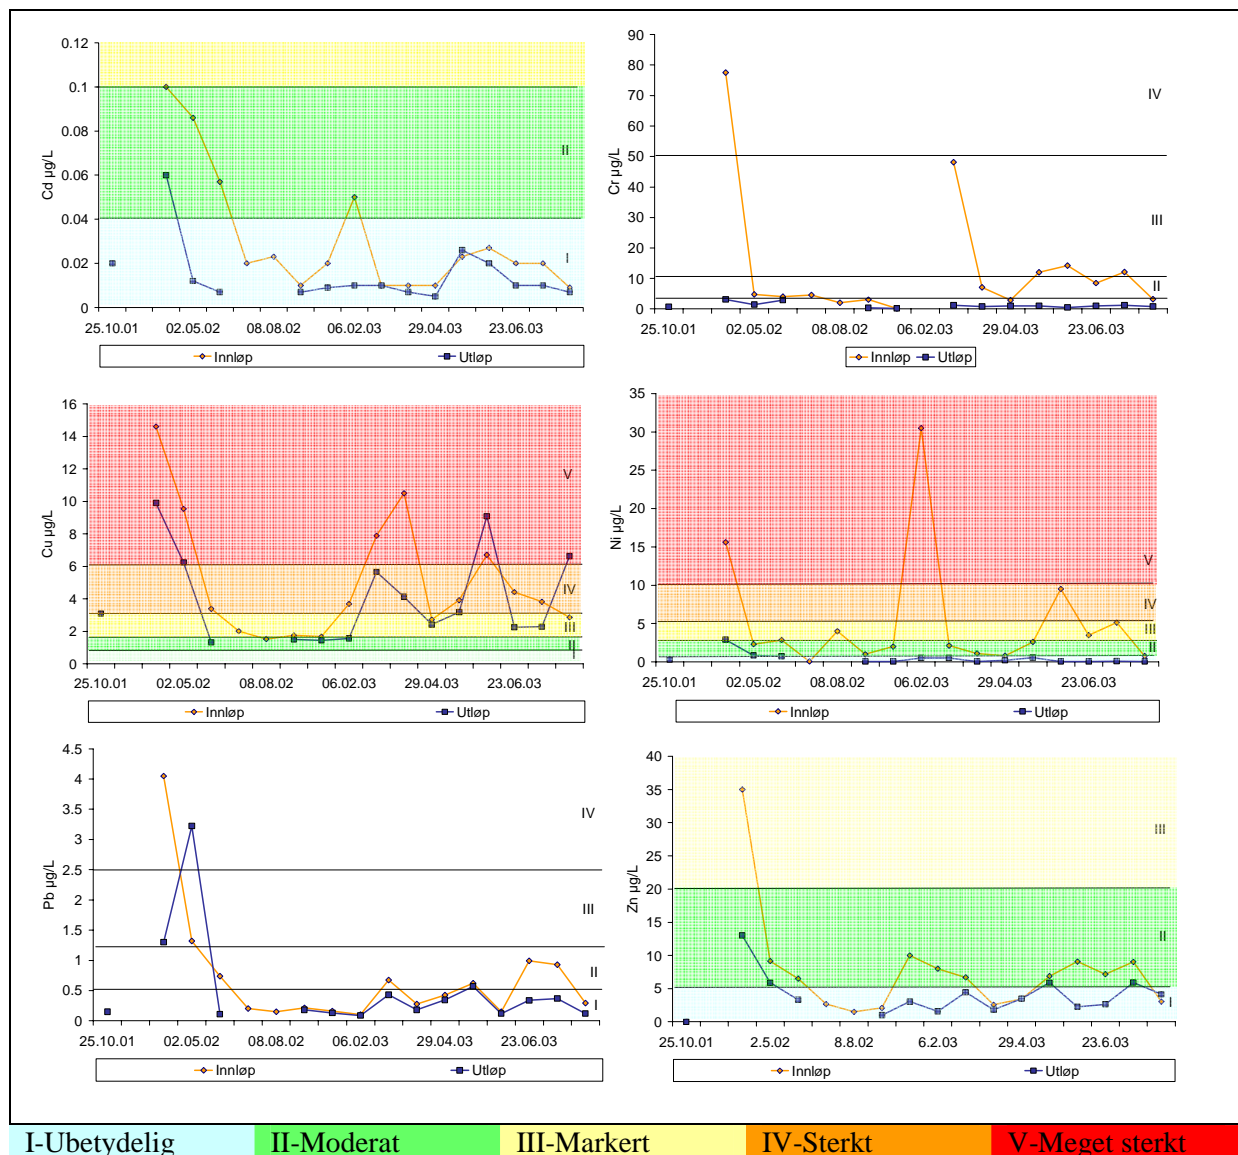 0.12
0.1
0.08
0.06
0.04
0.02
0
Cd µg/L
II
I
25.10.01 02.05.02 08.08.02 06.02.03 29.04.03 23.06.03
Innløp Utløp
90
80
70
60
50
40
30
20
10
0
Cr µg/L
IV
III
II
25.10.01 02.05.02 08.08.02 06.02.03 29.04.03 23.06.03
Innløp Utløp
16
14
12
10
8
6
4
2
0
Cu µg/L
V
IV
III
II
I
25.10.01 02.05.02 08.08.02 06.02.03 29.04.03 23.06.03
Innløp Utløp
35
30
25
20
15
10
5
0
Ni µg/L
V
IV
III
II
25.10.01 02.05.02 08.08.02 06.02.03 29.04.03 23.06.03
Innløp Utløp
4.5
4
3.5
3
2.5
2
1.5
1
0.5
0
Pb µg/L
IV
III
II
I
25.10.01 02.05.02 08.08.02 06.02.03 29.04.03 23.06.03
Innløp Utløp
40
35
30
25
20
15
10
5
0
Zn µg/L
III
II
I
25.10.01 2.5.02 8.8.02 6.2.03 29.4.03 23.6.03
Innløp Utløp
I-Ubetydelig II-Moderat III-Markert IV-Sterkt V-Meget sterkt